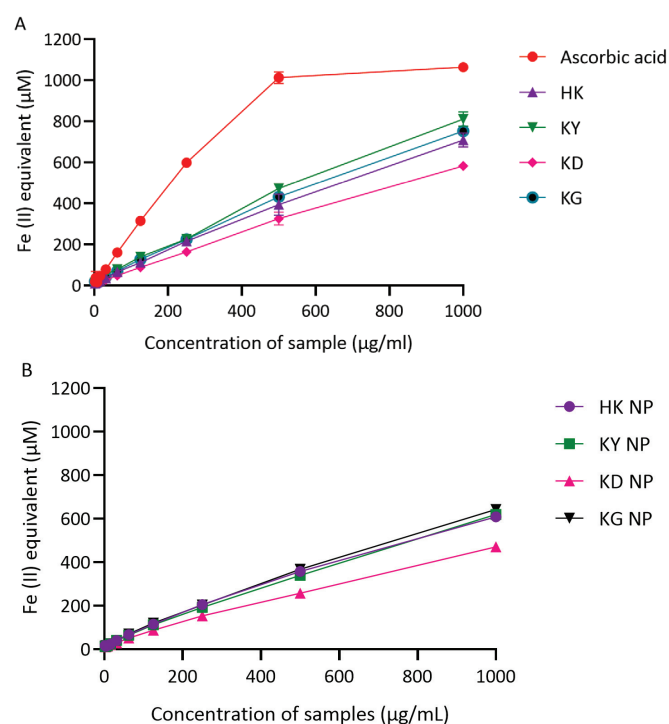 A
1200
1000
800
600
400
200
0
0 200 400 600 800 1000
Fe (II) equivalent (µM)
Concentration of sample (µg/ml)
Ascorbic acid
HK
KY
KD
KG
B
1200
1000
800
600
400
200
0
0 200 400 600 800 1000
Fe (II) equivalent (µM)
Concentration of samples (µg/mL)
HK NP
KY NP
KD NP
KG NP